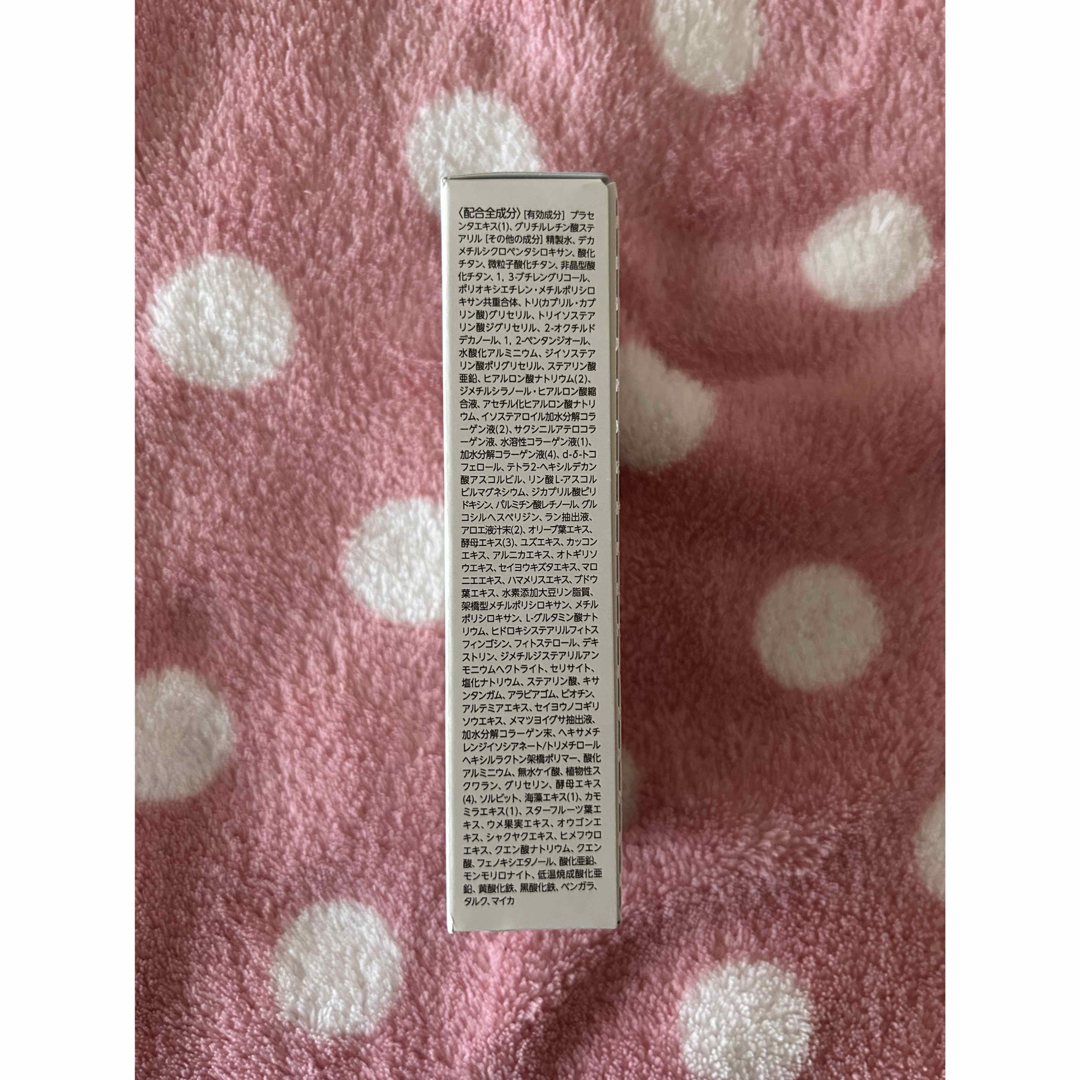 〈配合全成分〉 [有効成分] プラセ
ンタエキス(1)、グリチルレチン酸ステ
アリル [その他の成分] 精製水、デカ
メチルシクロペンタシロキサン、酸化
チタン、微粒子酸化チタン、非晶型酸
化チタン、1, 3-ブチレングリコール、
ポリオキシエチレン・メチルポリシロ
キサン共重合体、トリ(カプリル・カプ
リン酸)グリセリル、トリイソステア
リン酸ジグリセリル、2-オクチルド
デカノール、1, 2-ペンタンジオール、
水酸化アルミニウム、ジイソステア
リン酸ポリグリセリル、ステアリン酸
亜鉛、ヒアルロン酸ナトリウム(2)、
ジメチルシラノール・ヒアルロン酸縮
合液、アセチル化ヒアルロン酸ナトリ
ウム、イソステアロイル加水分解コラ
ーゲン液(2)、サクシニルアテロコラ
ーゲン液、水溶性コラーゲン液(1)、
加水分解コラーゲン液(4)、d-δ-トコ
フェロール、テトラ2-ヘキシルデカン
酸アスコルビル、リン酸L-アスコル
ビルマグネシウム、ジカプリル酸ピリ
ドキシン、パルミチン酸レチノール、グル
コシルヘスペリジン、ラン抽出液、
アロエ液汁末(2)、オリーブ葉エキス、
酵母エキス(3)、ユズエキス、カッコン
エキス、アルニカエキス、オトギリソ
ウエキス、セイヨウキズタエキス、マロ
ニエエキス、ハマメリスエキス、ブドウ
葉エキス、水素添加大豆リン脂質、
架橋型メチルポリシロキサン、メチル
ポリシロキサン、L-グルタミン酸ナト
リウム、ヒドロキシステアリルフィトス
フィンゴシン、フィトステロール、デキ
ストリン、ジメチルジステアリルアン
モニウムヘクトライト、セリサイト、
塩化ナトリウム、ステアリン酸、キサ
ンタンガム、アラビアゴム、ビオチン、
アルテミアエキス、セイヨウノコギリ
ソウエキス、メマツヨイグサ抽出液、
加水分解コラーゲン末、ヘキサメチ
レンジイソシアネート/トリメチロール
ヘキシルラクトン架橋ポリマー、酸化
アルミニウム、無水ケイ酸、植物性ス
クワラン、グリセリン、酵母エキス
(4)、ソルビット、海藻エキス(1)、カモ
ミラエキス(1)、スターフルーツ葉エ
キス、ウメ果実エキス、オウゴンエ
キス、シャクヤクエキス、ヒメフウロ
エキス、クエン酸ナトリウム、クエン
酸、フェノキシエタノール、酸化亜鉛、
モンモリロナイト、低温焼成酸化亜
鉛、黄酸化鉄、黒酸化鉄、ベンガラ、
タルク、マイカ